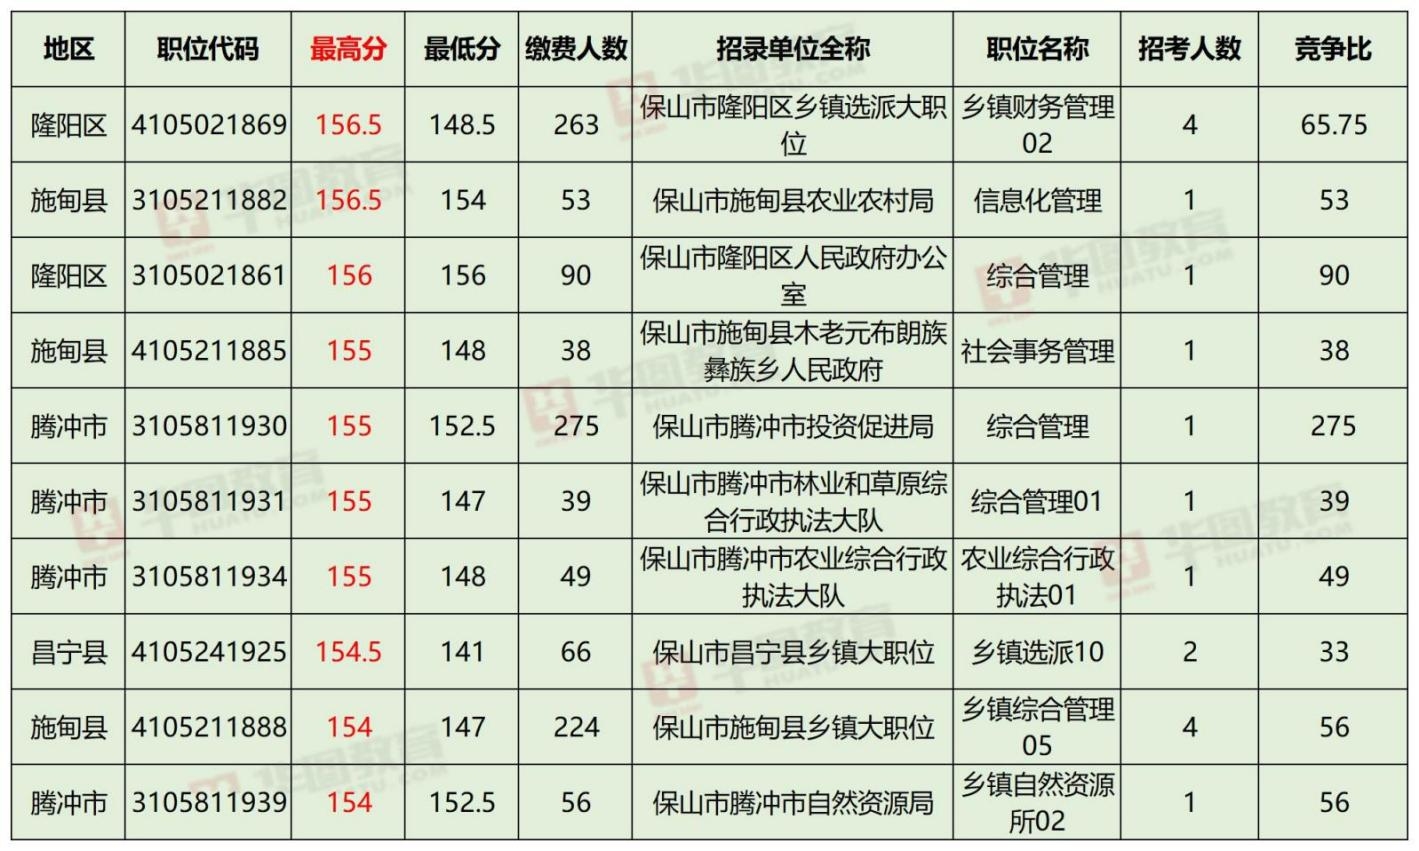 地区 职位代码 最高分 最低分 缴费人数 招录单位全称 职位名称 招考人数 竞争比
隆阳区 4105021869 156.5 148.5 263 保山市隆阳区乡镇选派大职位 乡镇财务管理02 4 65.75
施甸县 3105211882 156.5 154 53 保山市施甸县农业农村局 信息化管理 1 53
隆阳区 3105021861 156 156 90 保山市隆阳区人民政府办公室 综合管理 1 90
施甸县 4105211885 155 148 38 保山市施甸县木老元布朗族彝族乡人民政府 社会事务管理 1 38
腾冲市 3105811930 155 152.5 275 保山市腾冲市投资促进局 综合管理 1 275
腾冲市 3105811931 155 147 39 保山市腾冲市林业和草原综合行政执法大队 综合管理01 1 39
腾冲市 3105811934 155 148 49 保山市腾冲市农业综合行政执法大队 农业综合行政执法01 1 49
昌宁县 4105241925 154.5 141 66 保山市昌宁县乡镇大职位 乡镇选派10 2 33
施甸县 4105211888 154 147 224 保山市施甸县乡镇大职位 乡镇综合管理05 4 56
腾冲市 3105811939 154 152.5 56 保山市腾冲市自然资源局 乡镇自然资源所02 1 56
华图教育
HUATU.COM